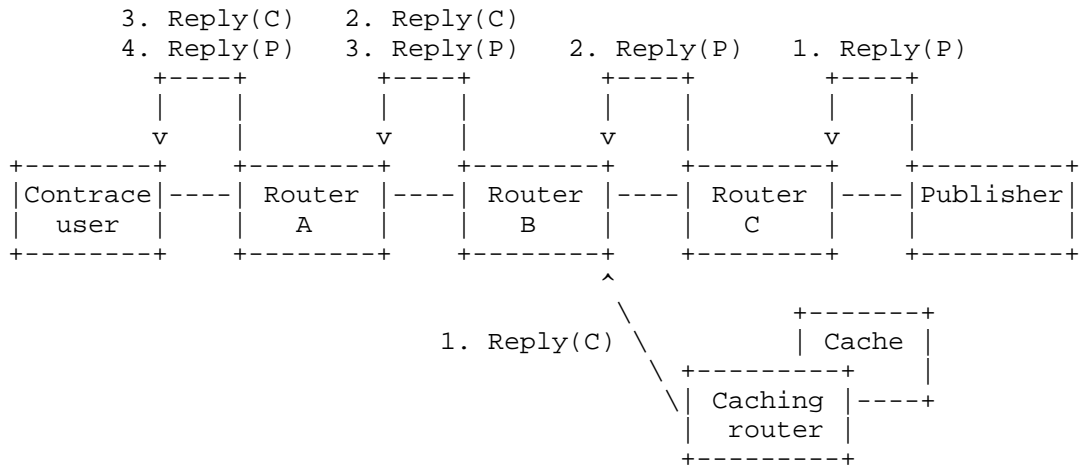 3. Reply(C) 2. Reply(C)
4. Reply(P) 3. Reply(P) 2. Reply(P) 1. Reply(P)
Contrace Router Router Router Publisher
user A B C
1. Reply(C) Cache
Caching
router